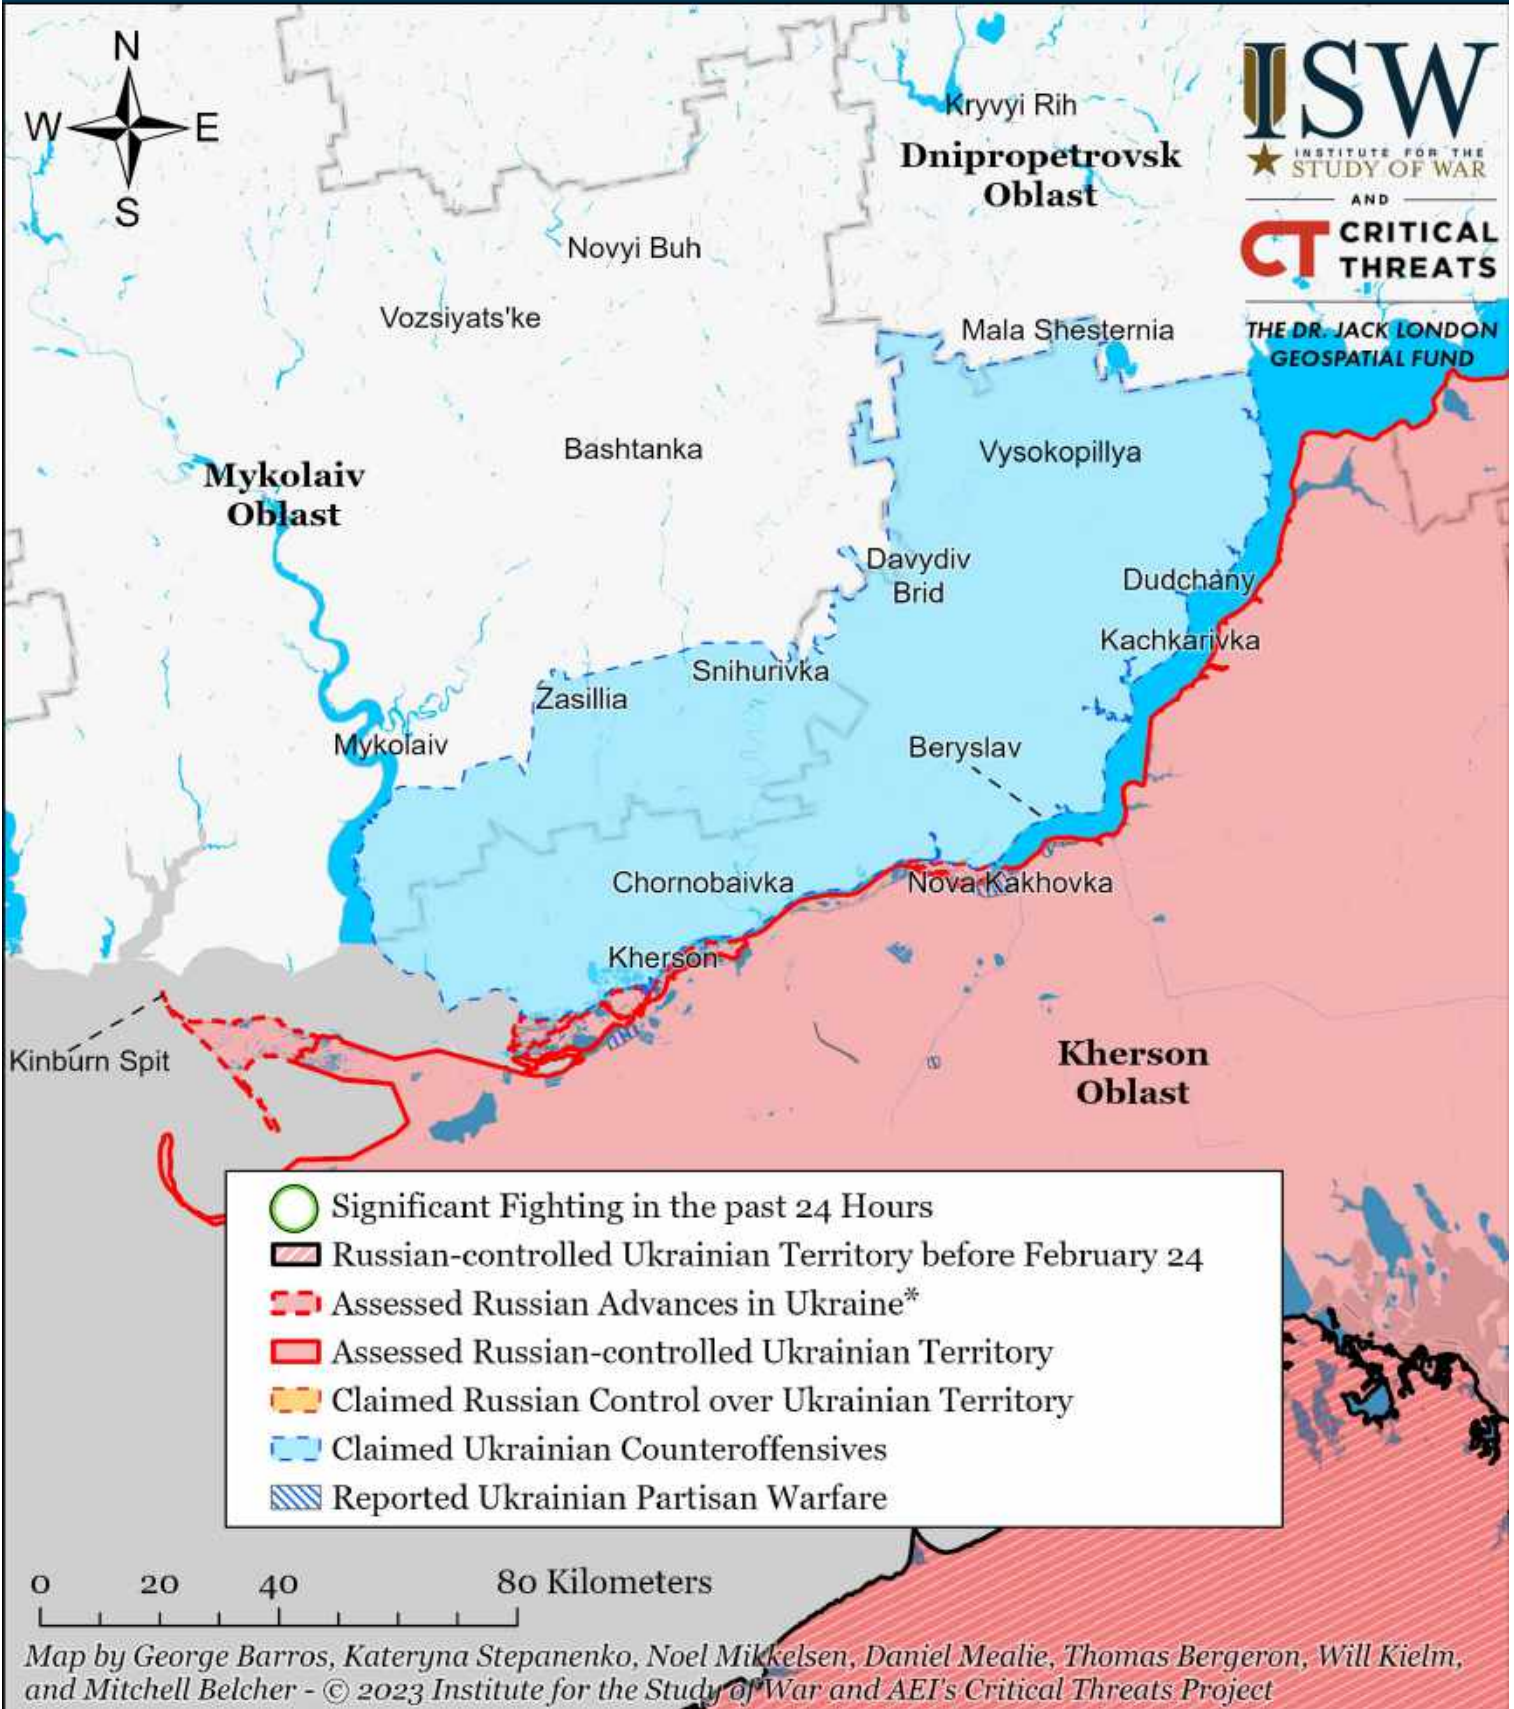 N
W E
S
ISW
INSTITUTE FOR THE
STUDY OF WAR
AND
CT CRITICAL
THREATS
THE DR. JACK LONDON
GEOSPATIAL FUND
Kryvyi Rih
Dnipropetrovsk
Oblast
Novyi Buh
Vozsiyats'ke
Mala Shesternia
Bashtanka
Vysokopillya
Mykolaiv
Oblast
Davydiv
Brid
Dudchany
Kachkarivka
Snihurivka
Zasillia
Mykolaiv
Beryslav
Chornobaivka
Nova Kakhovka
Kherson
Kinburn Spit
Kherson
Oblast
Significant Fighting in the past 24 Hours
Russian-controlled Ukrainian Territory before February 24
Assessed Russian Advances in Ukraine*
Assessed Russian-controlled Ukrainian Territory
Claimed Russian Control over Ukrainian Territory
Claimed Ukrainian Counteroffensives
Reported Ukrainian Partisan Warfare
0 20 40 80 Kilometers
Map by George Barros, Kateryna Stepanenko, Noel Mikkelsen, Daniel Mealie, Thomas Bergeron, Will Kielm,
and Mitchell Belcher - © 2023 Institute for the Study of War and AEI's Critical Threats Project